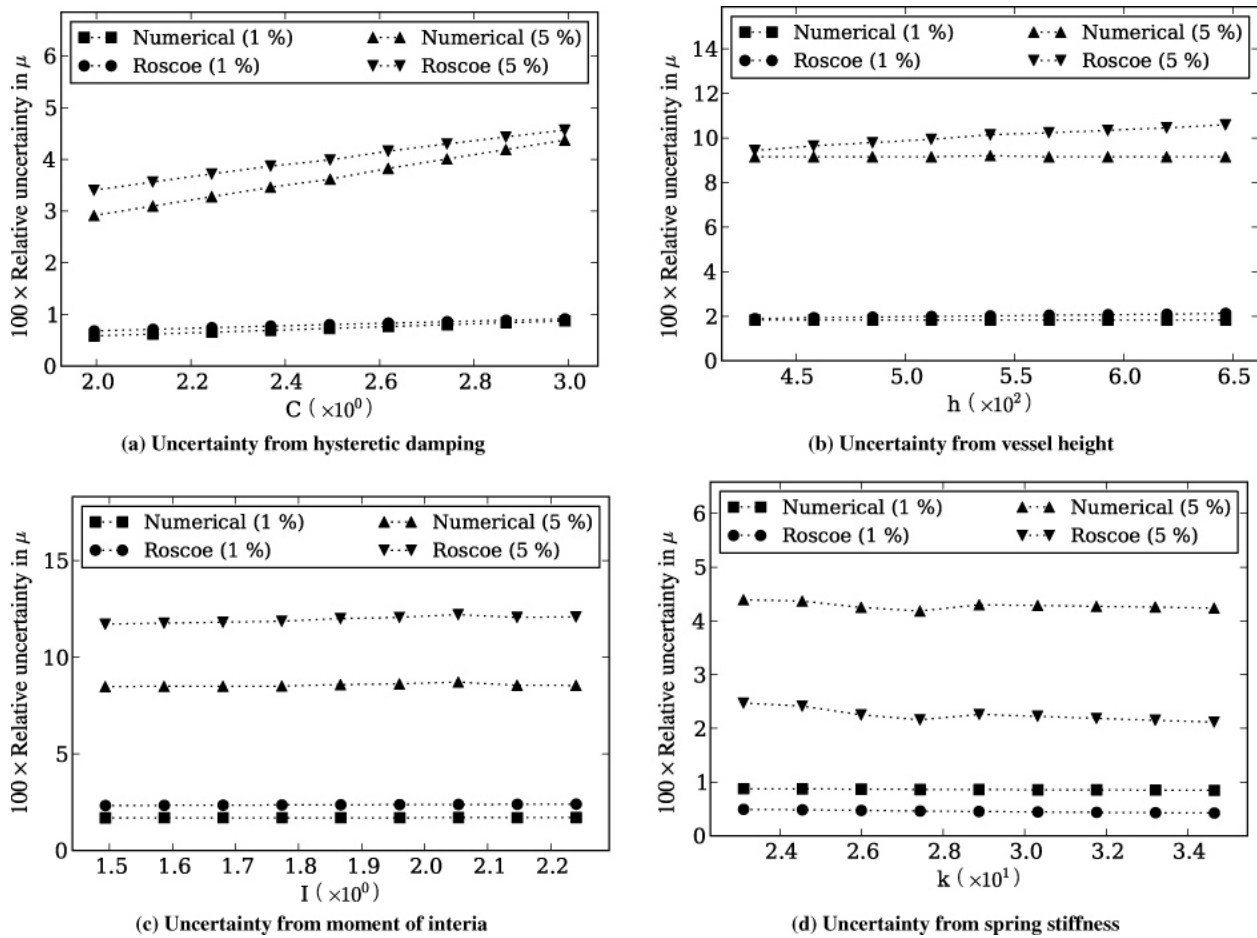 Numerical (1 %)
Numerical (5 %)
Roscoe (1 %)
Roscoe (5 %)
100 × Relative uncertainty in μ
6
5
4
3
2
1
0
2.0 2.2 2.4 2.6 2.8 3.0
C (×10⁰)
(a) Uncertainty from hysteretic damping
Numerical (1 %)
Numerical (5 %)
Roscoe (1 %)
Roscoe (5 %)
100 × Relative uncertainty in μ
14
12
10
8
6
4
2
0
4.5 5.0 5.5 6.0 6.5
h (×10²)
(b) Uncertainty from vessel height
Numerical (1 %)
Numerical (5 %)
Roscoe (1 %)
Roscoe (5 %)
100 × Relative uncertainty in μ
15
10
5
0
1.5 1.6 1.7 1.8 1.9 2.0 2.1 2.2
I (×10⁰)
(c) Uncertainty from moment of interia
Numerical (1 %)
Numerical (5 %)
Roscoe (1 %)
Roscoe (5 %)
100 × Relative uncertainty in μ
6
5
4
3
2
1
0
2.4 2.6 2.8 3.0 3.2 3.4
k (×10¹)
(d) Uncertainty from spring stiffness